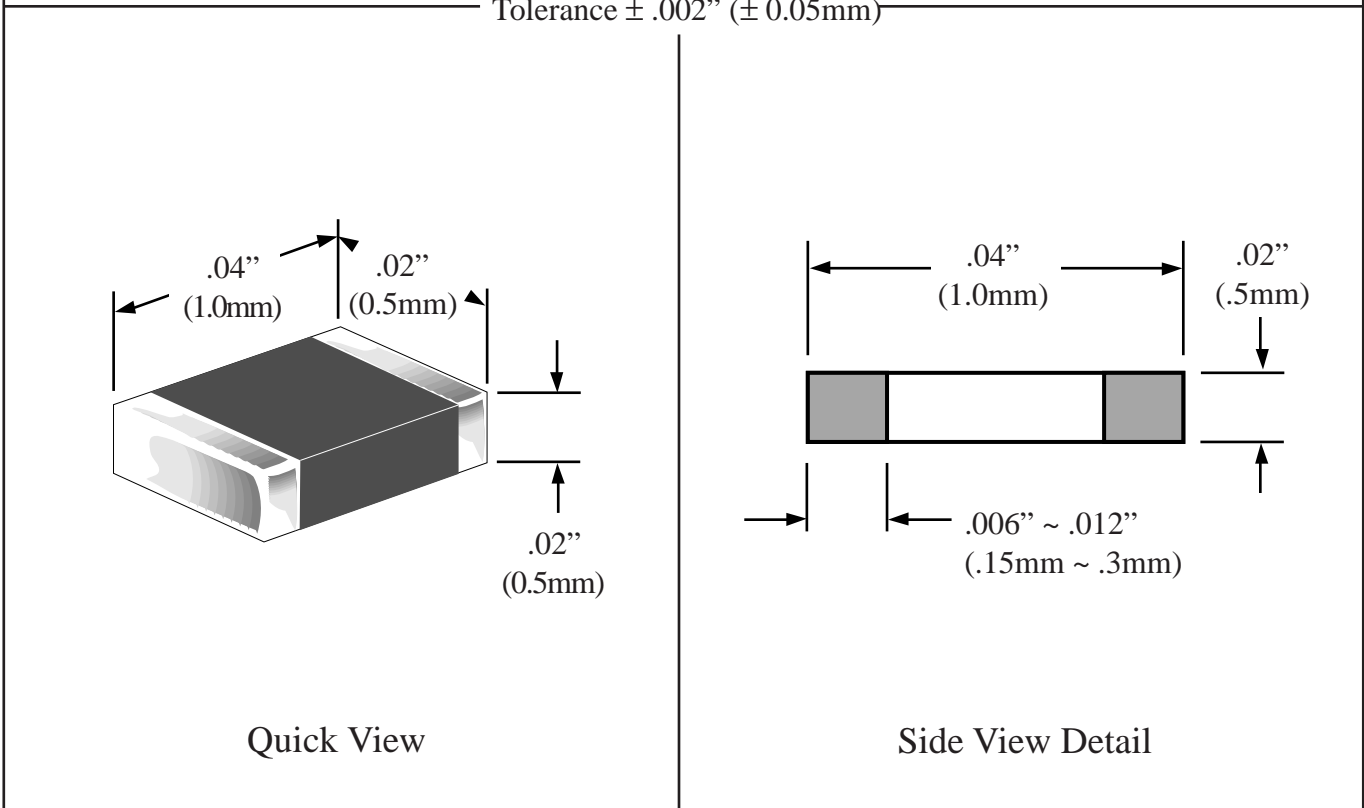 Tolerance ± .002” (± 0.05mm)
.04”
(1.0mm)
.02”
(0.5mm)
.02”
(0.5mm)
Quick View
.04”
(1.0mm)
.02”
(.5mm)
.006” ~ .012”
(.15mm ~ .3mm)
Side View Detail